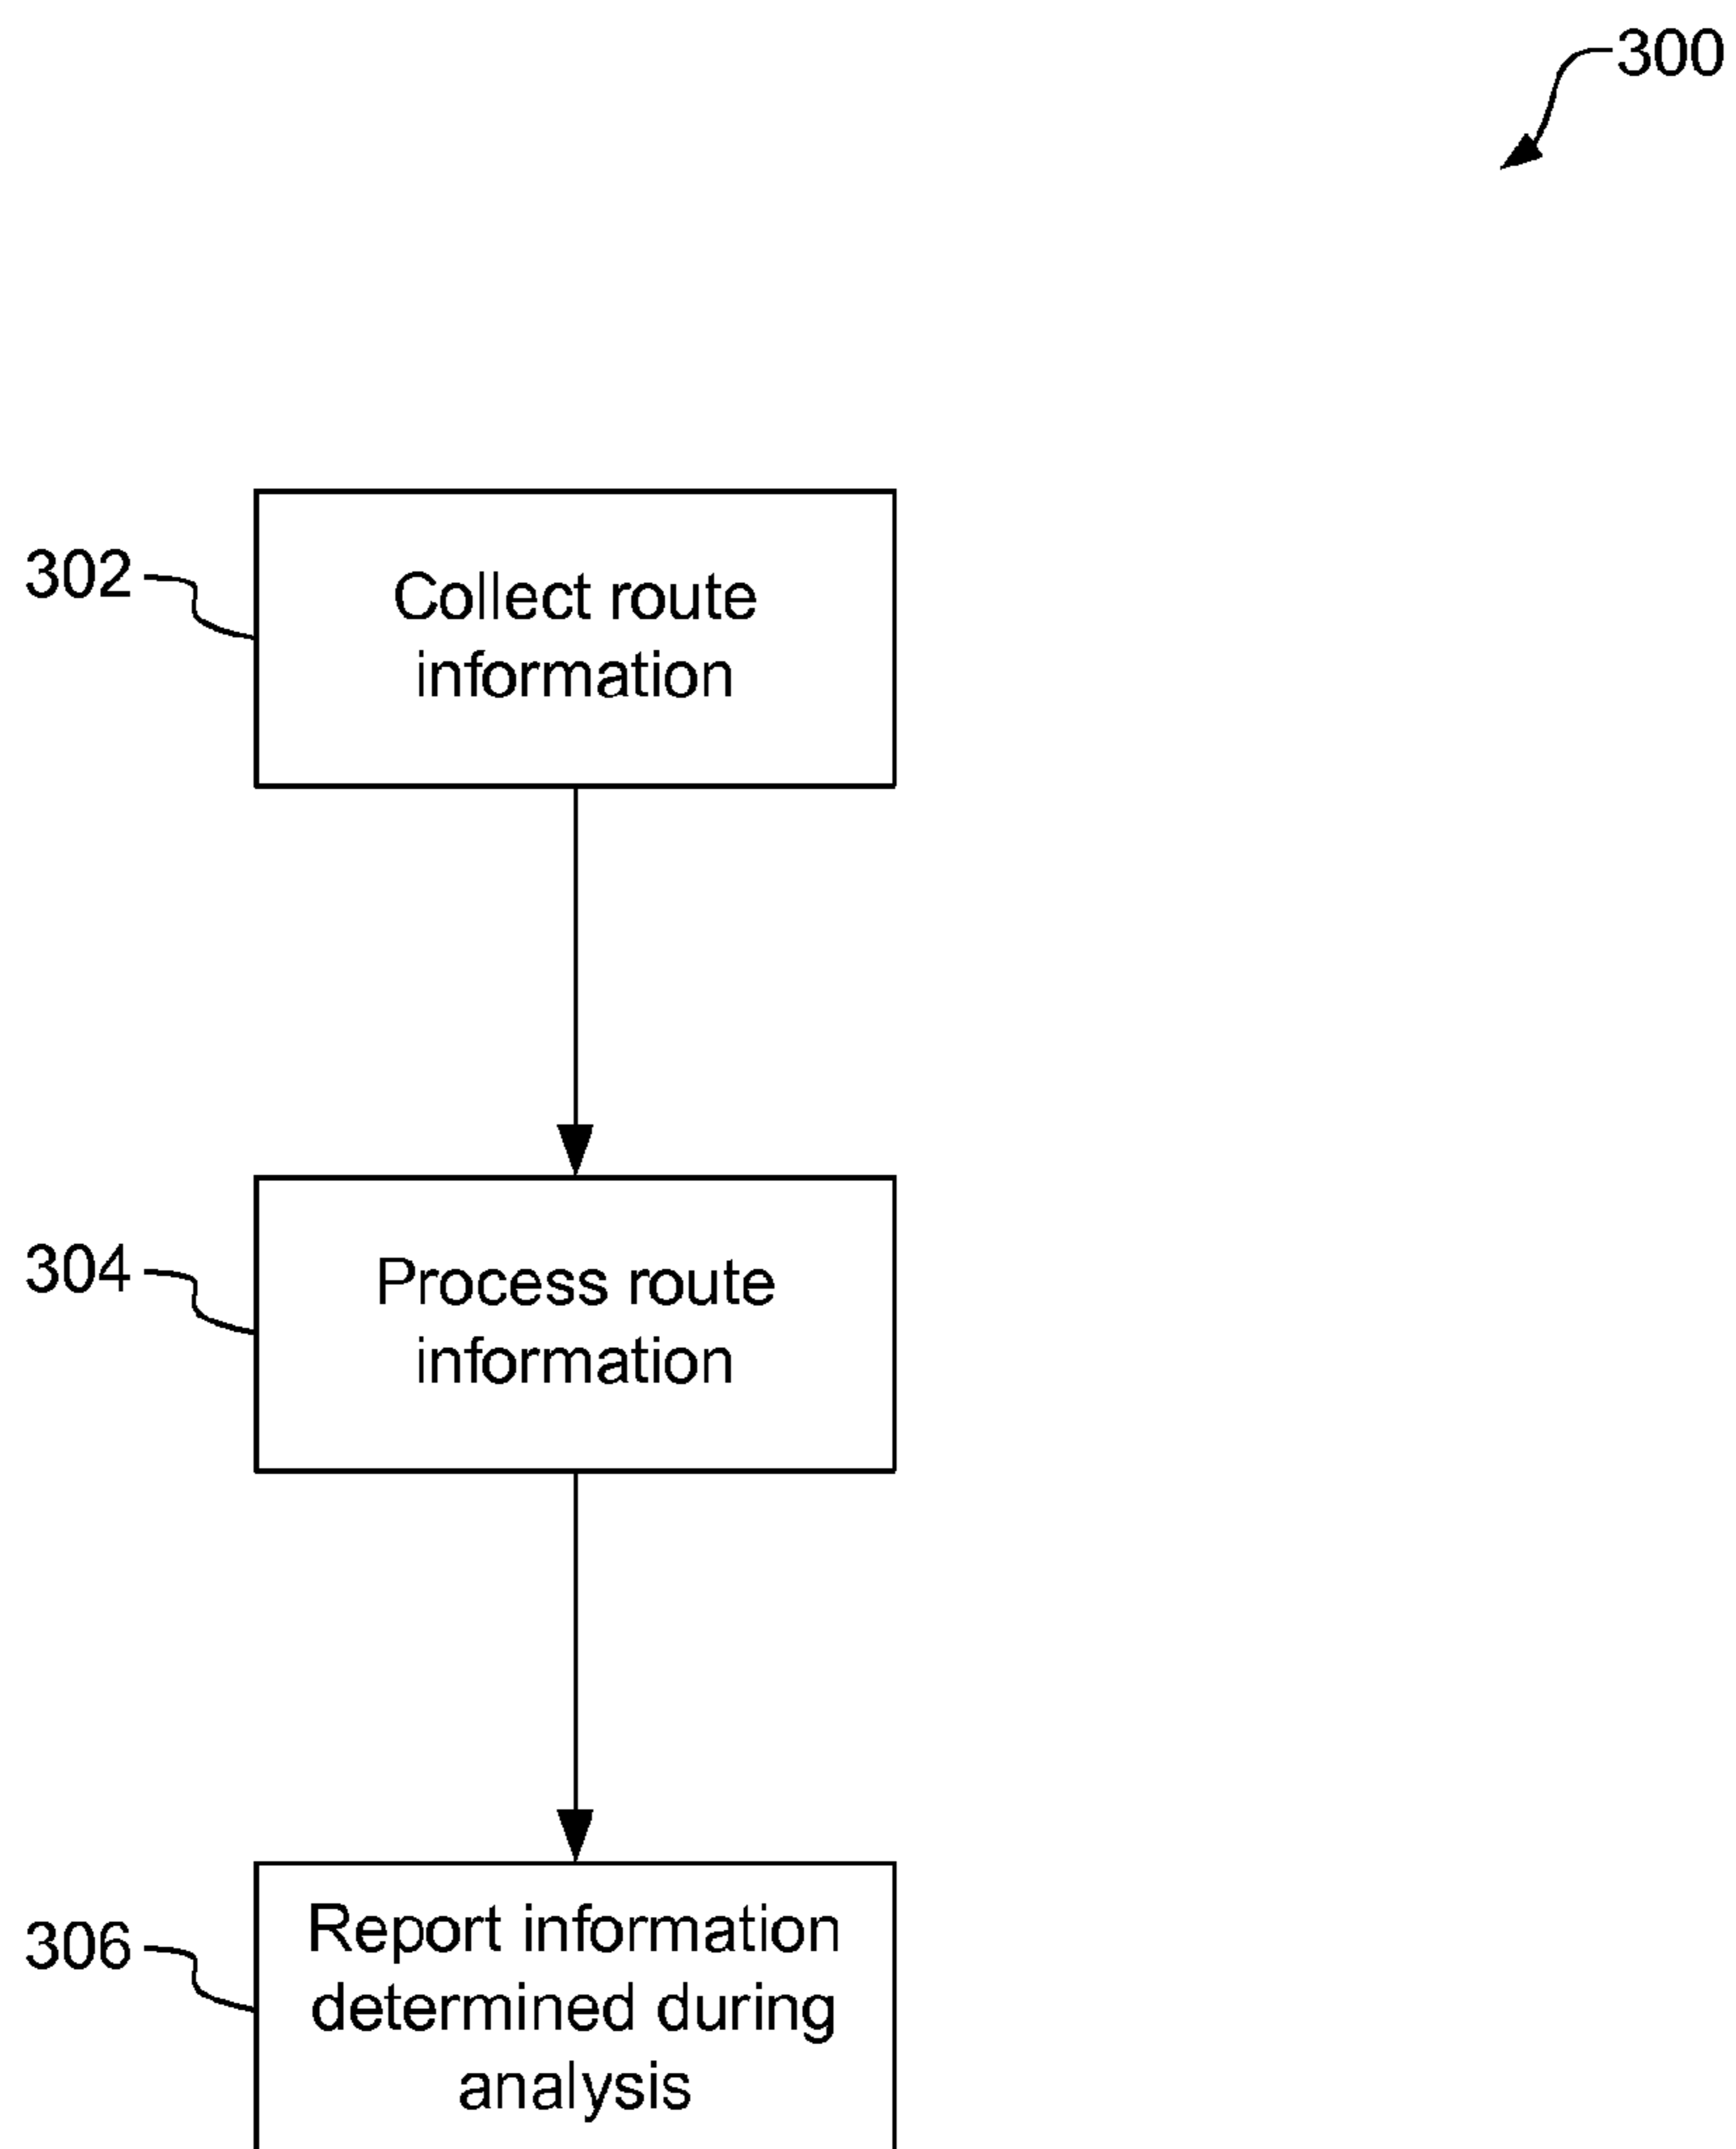 300
302
Collect route
information
304
Process route
information
306
Report information
determined during
analysis